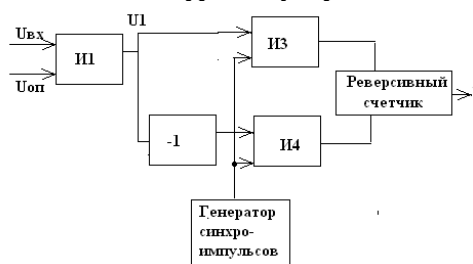 U1
Uвх
Uоп
И1
И3
Реверсивный
счетчик
-1
И4
Генератор
синхро-
импульсов